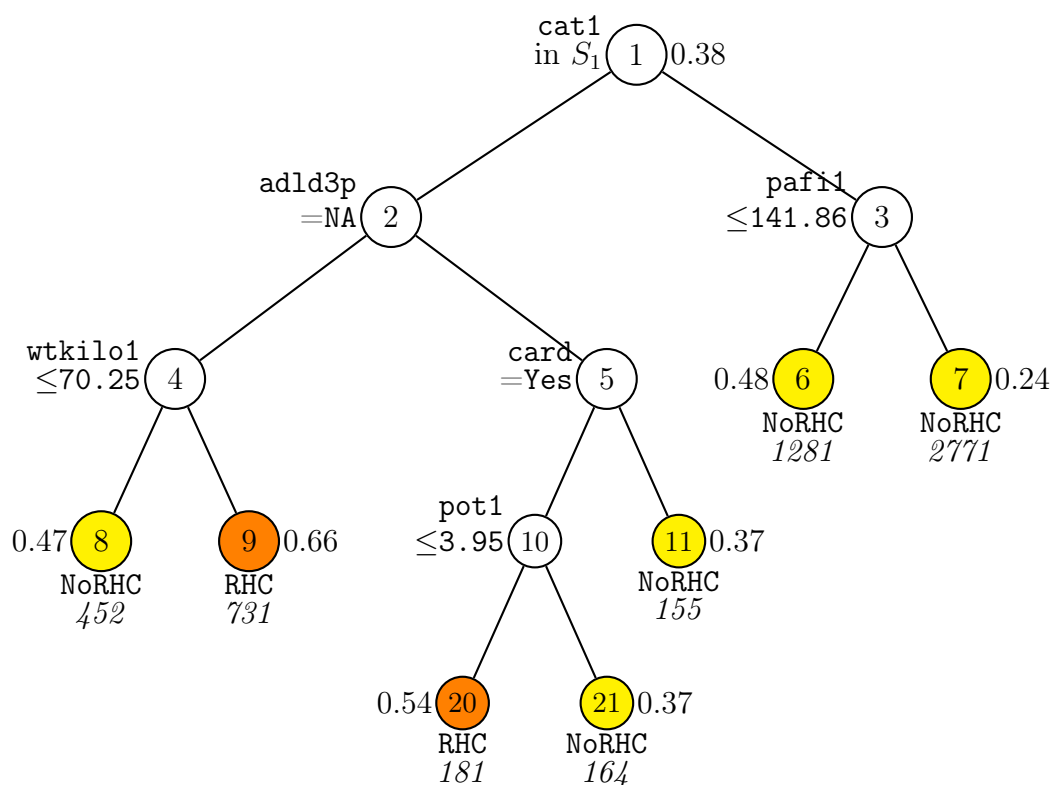 cat1
in S₁ 1 0.38
adld3p
=NA 2
pafi1
≤141.86 3
wtkilo1
≤70.25 4
card
=Yes 5
0.48 6
NoRHC
1281
7 0.24
NoRHC
2771
0.47 8
NoRHC
452
9 0.66
RHC
731
pot1
≤3.95 10
11 0.37
NoRHC
155
0.54 20
RHC
181
21 0.37
NoRHC
164